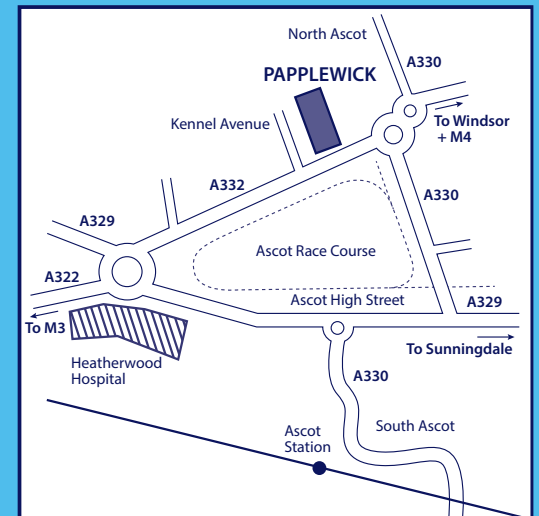 North Ascot
A330
PAPPLEWICK
Kennel Avenue
To Windsor
+ M4
A332
A330
A329
Ascot Race Course
A322
Ascot High Street
A329
To M3
To Sunningdale
Heatherwood
Hospital
A330
Ascot
Station
South Ascot